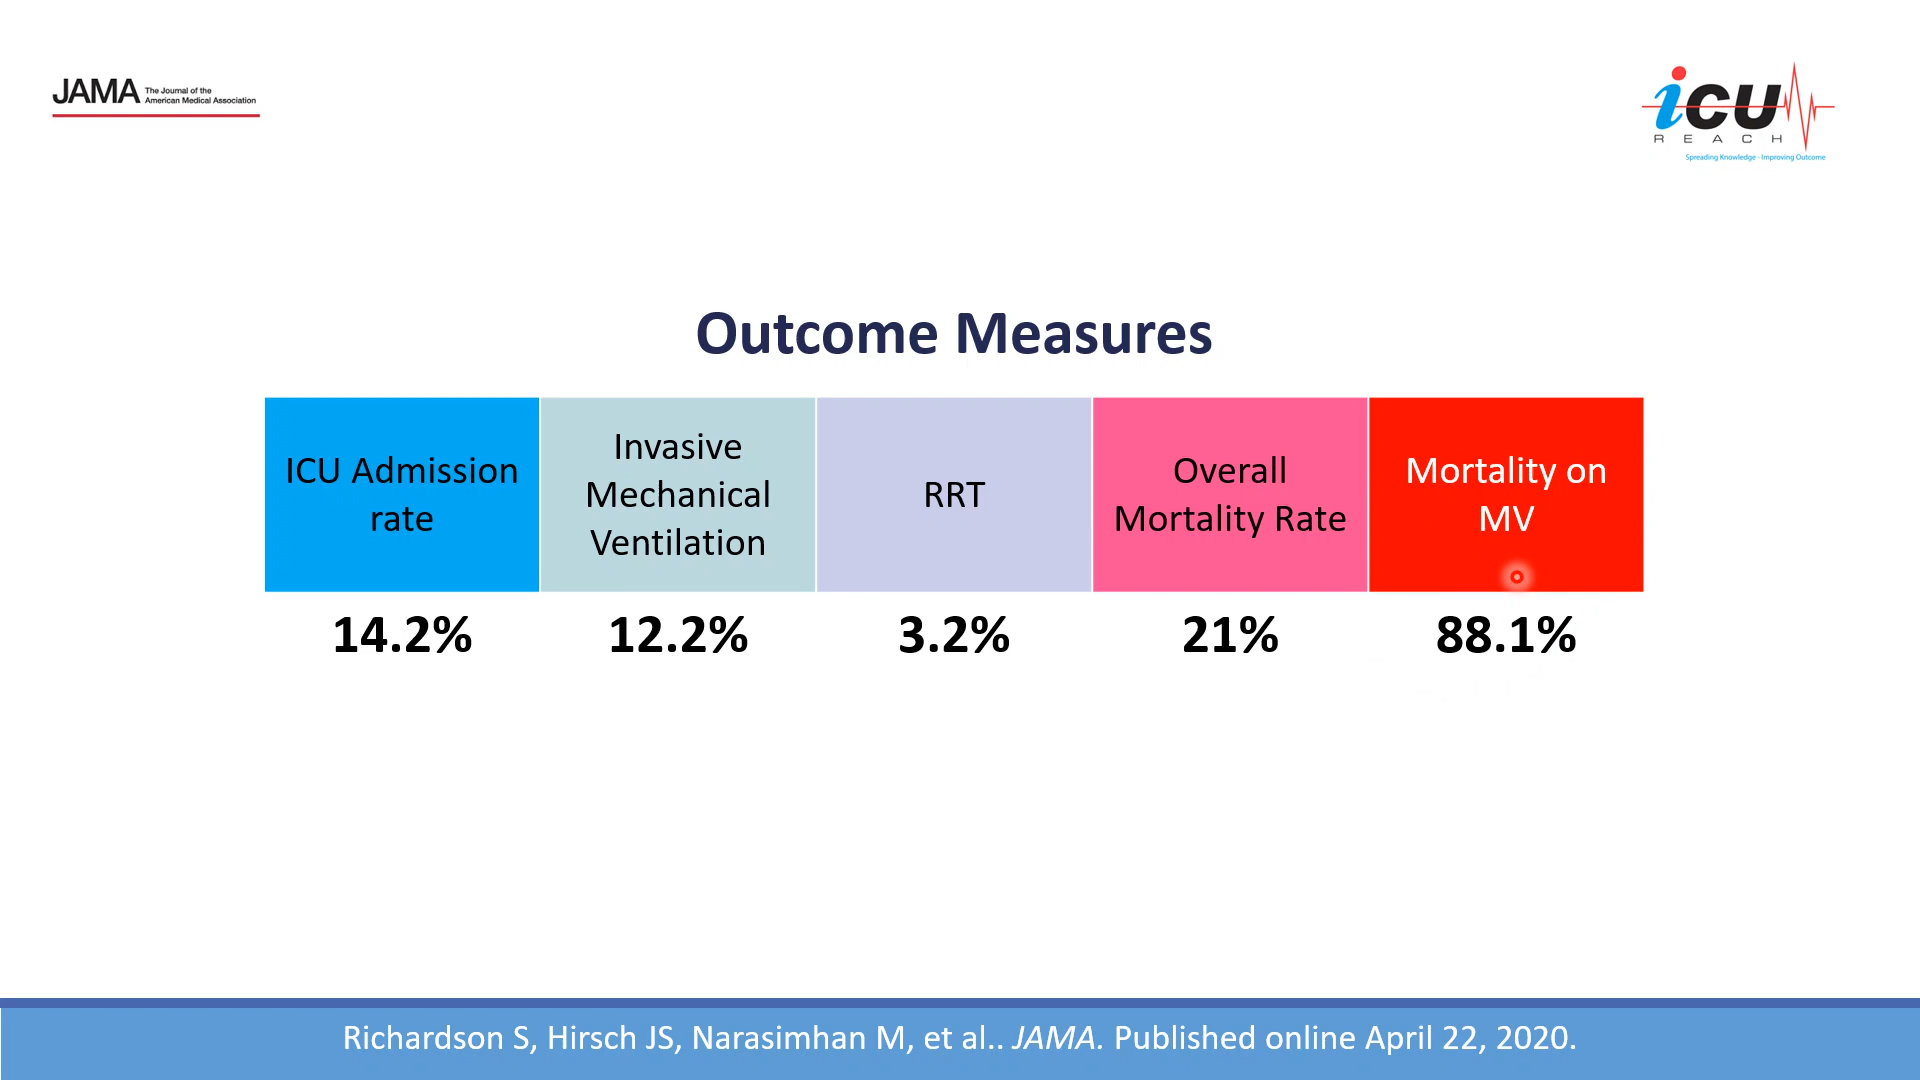 JAMA The Journal of the
American Medical Association
icu
REACH
Spreading Knowledge - Improving Outcome
Outcome Measures
ICU Admission
rate
Invasive
Mechanical
Ventilation
RRT
Overall
Mortality Rate
Mortality on
MV
14.2%
12.2%
3.2%
21%
88.1%
Richardson S, Hirsch JS, Narasimhan M, et al.. JAMA. Published online April 22, 2020.